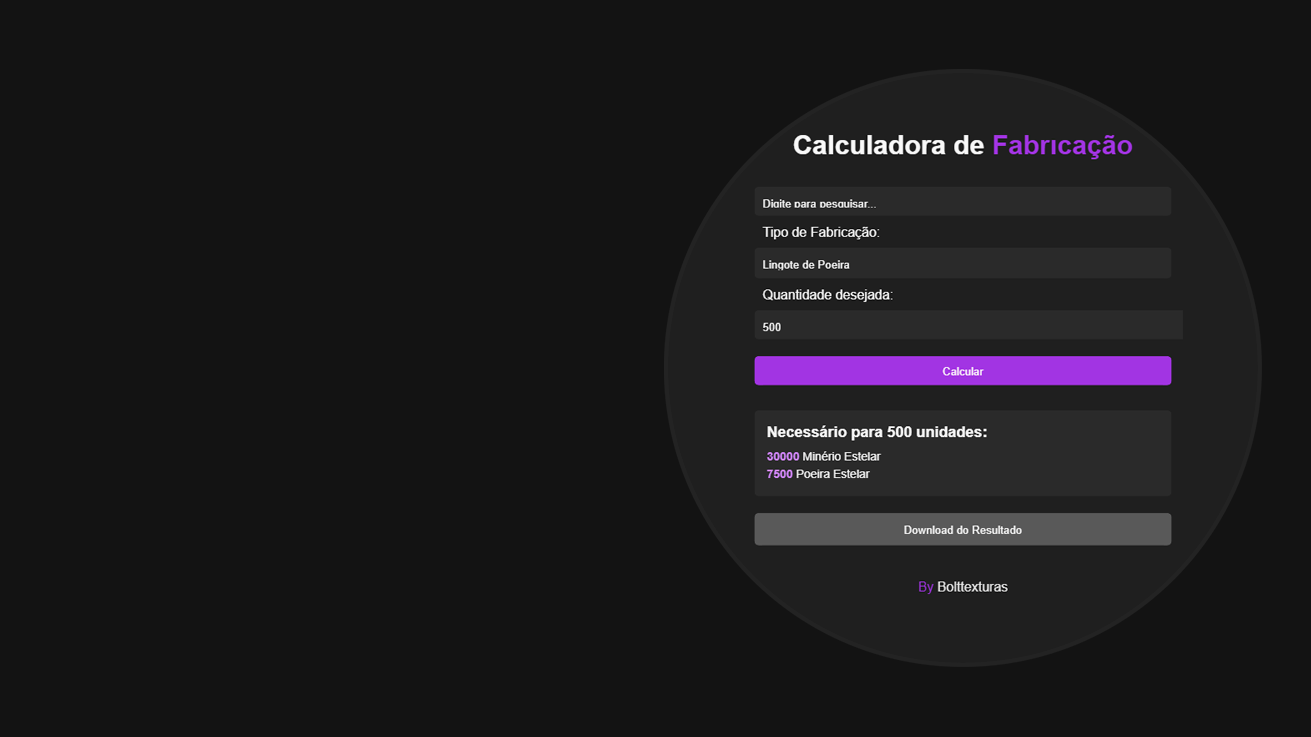 Calculadora de Fabricação
Digite para pesquisar...
Tipo de Fabricação:
Lingote de Poeira
Quantidade desejada:
500
Calcular
Necessário para 500 unidades:
30000 Minério Estelar
7500 Poeira Estelar
Download do Resultado
By Bolttexturas